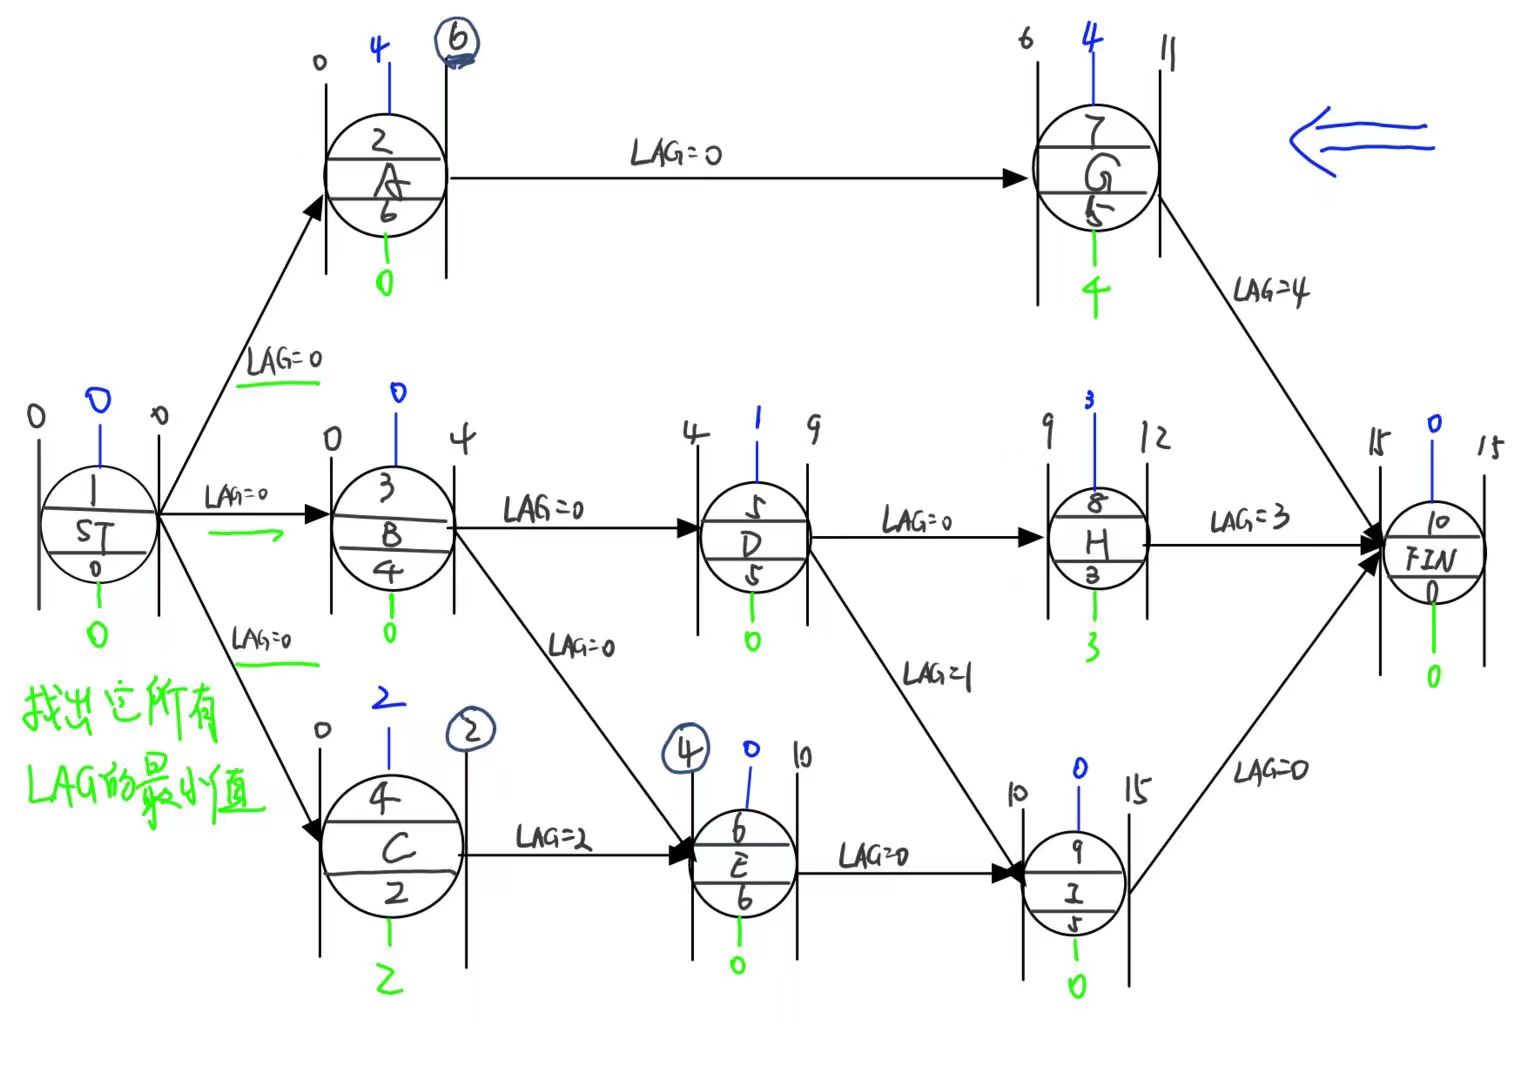 0 4 6
2
A
6
0
LAG=0
6 4 11
7
G
5
4
LAG=4
LAG=0
0 0 0
1
ST
0
0
LAG=0
0 0 4
3
B
4
0
LAG=0
4 1 9
5
D
5
0
LAG=0
9 3 12
8
H
3
3
LAG=3
15 0 15
10
FIN
0
0
LAG=0
LAG=0
LAG=1
找出它所有
LAG的最小值
0 2 2
4
C
2
2
LAG=2
4 0 10
6
E
6
0
LAG=0
10 0 15
9
I
5
0
LAG=0